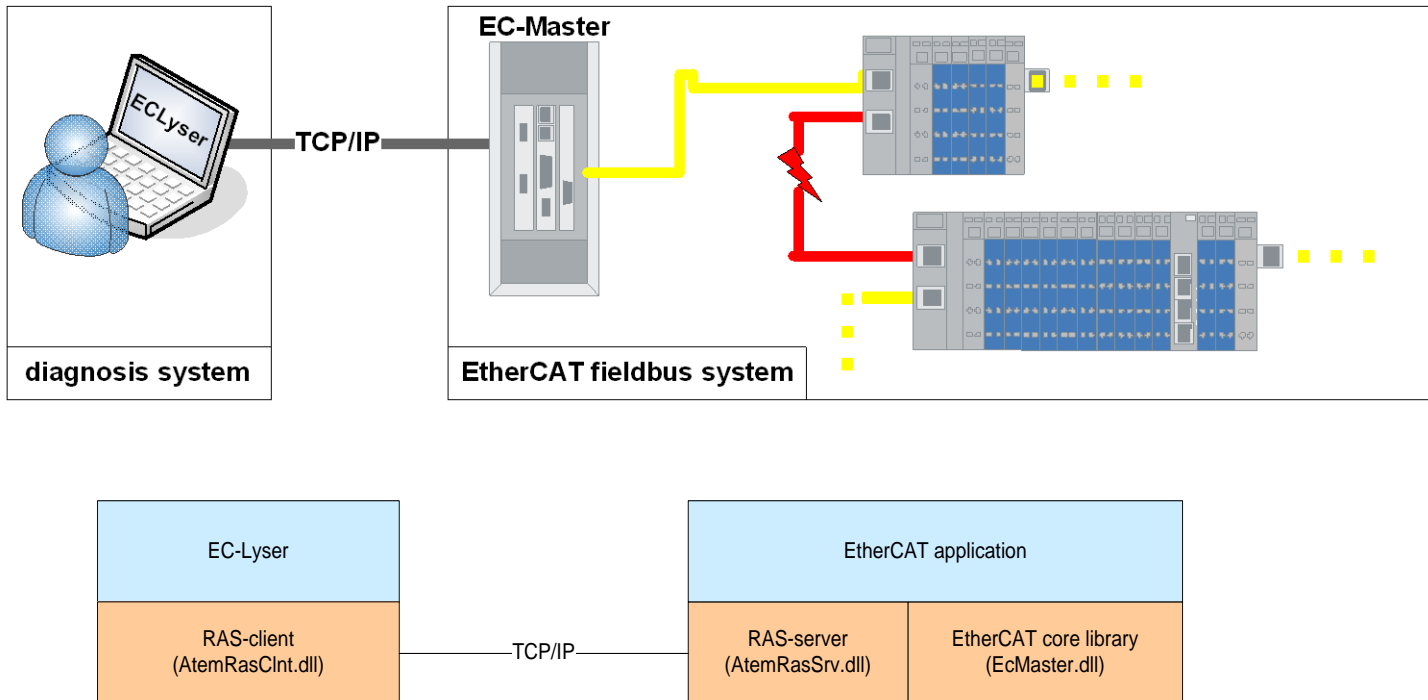 EC-Master
ECLyser
TCP/IP
diagnosis system
EtherCAT fieldbus system
EC-Lyser
EtherCAT application
RAS-client
(AtemRasClnt.dll)
TCP/IP
RAS-server
(AtemRasSrv.dll)
EtherCAT core library
(EcMaster.dll)